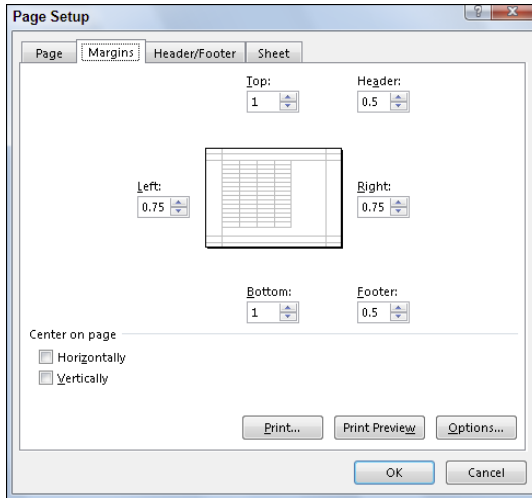 Page Setup
? X
Page Margins Header/Footer Sheet
Top: Header:
1 0.5
Left: Right:
0.75 0.75
Bottom: Footer:
1 0.5
Center on page
Horizontally
Vertically
Print... Print Preview Options...
OK Cancel